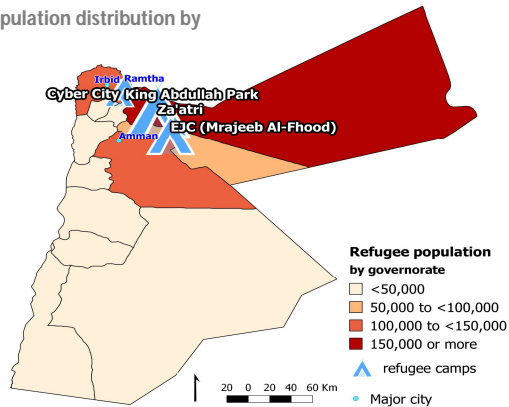 pulation distribution by
Irbid Ramtha
Cyber City King Abdullah Park
Za'atri
EJC (Mrajeeb Al-Fhood)
Amman
Refugee population
by governorate
<50,000
50,000 to <100,000
100,000 to <150,000
150,000 or more
refugee camps
20 0 20 40 60 Km
Major city